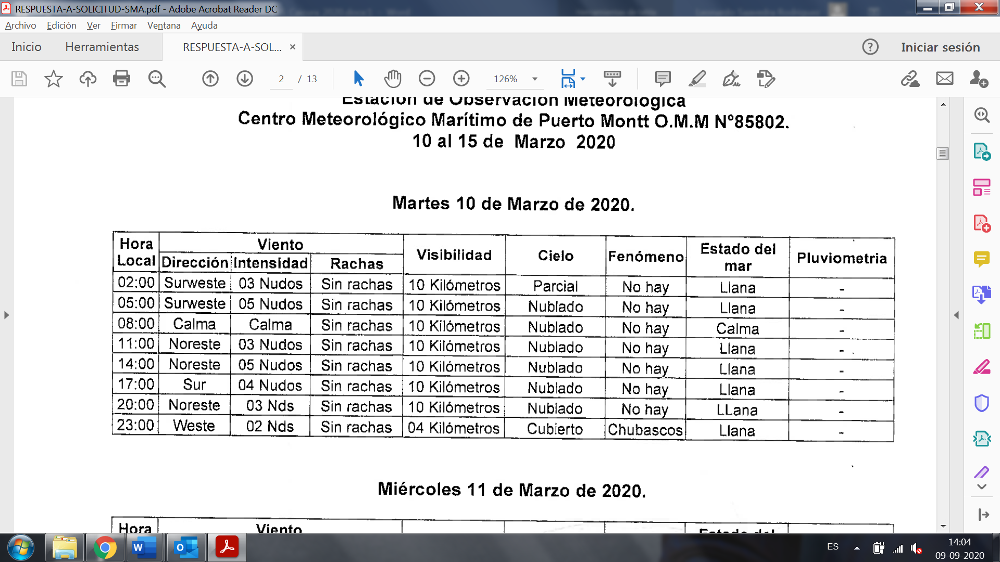 RESPUESTA-A-SOLICITUD-SMA.pdf - Adobe Acrobat Reader DC
Archivo Edición Ver Firmar Ventana Ayuda
Inicio Herramientas RESPUESTA-A-SOL... × ? Iniciar sesión
2 / 13 126%
Estación de Observación Meteorológica
Centro Meteorológico Marítimo de Puerto Montt O.M.M Nº85802.
10 al 15 de Marzo 2020
Martes 10 de Marzo de 2020.
Hora Local Viento Visibilidad Cielo Fenómeno Estado del mar Pluviometria
Dirección Intensidad Rachas
02:00 Surweste 03 Nudos Sin rachas 10 Kilómetros Parcial No hay Llana -
05:00 Surweste 05 Nudos Sin rachas 10 Kilómetros Nublado No hay Llana -
08:00 Calma Calma Sin rachas 10 Kilómetros Nublado No hay Calma -
11:00 Noreste 03 Nudos Sin rachas 10 Kilómetros Nublado No hay Llana -
14:00 Noreste 05 Nudos Sin rachas 10 Kilómetros Nublado No hay Llana -
17:00 Sur 04 Nudos Sin rachas 10 Kilómetros Nublado No hay Llana -
20:00 Noreste 03 Nds Sin rachas 10 Kilómetros Nublado No hay LLana -
23:00 Weste 02 Nds Sin rachas 04 Kilómetros Cubierto Chubascos Llana -
Miércoles 11 de Marzo de 2020.
Hora Viento Estado del
ES 14:04
09-09-2020